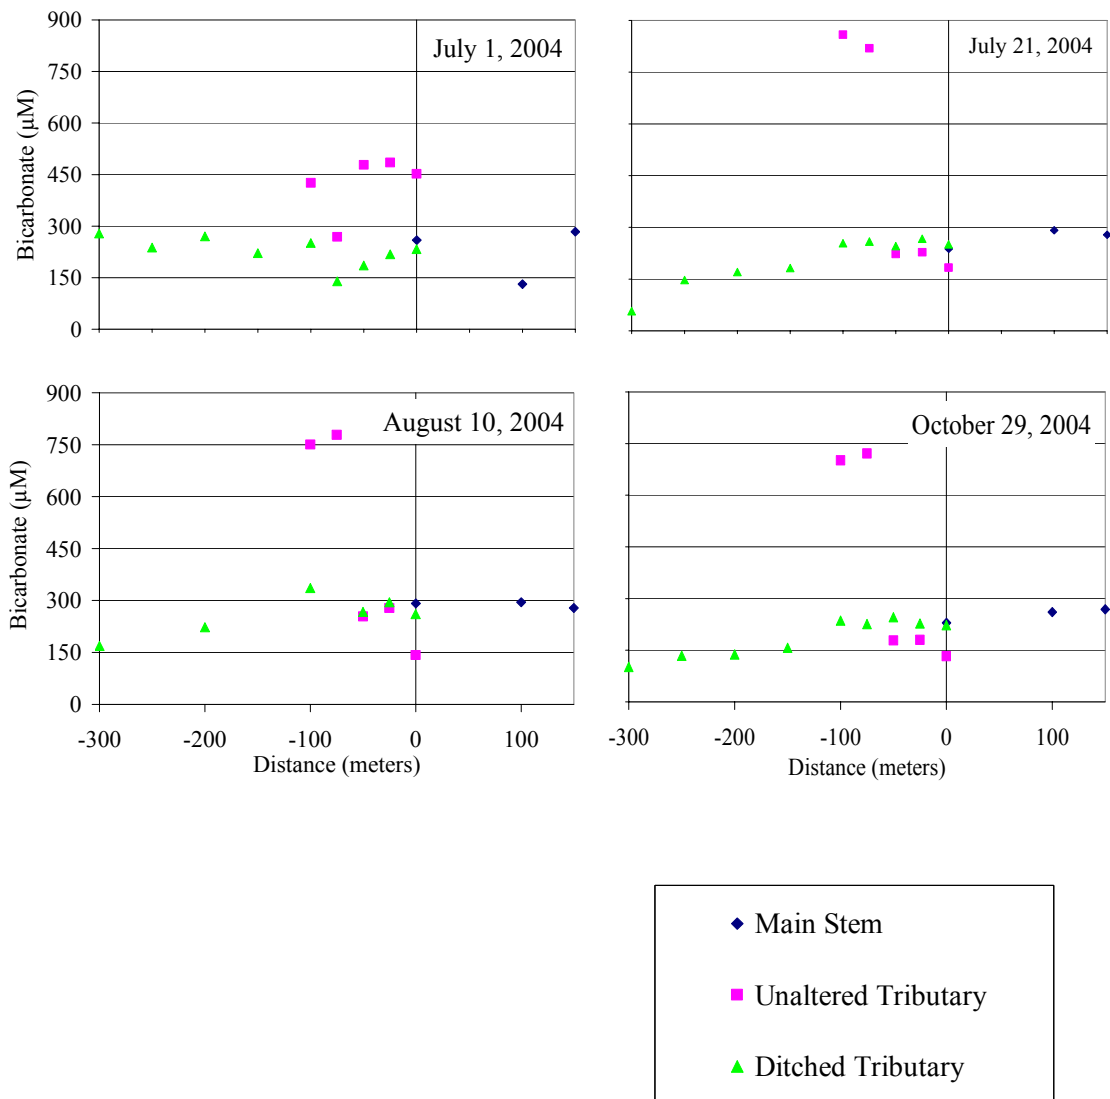 900
750
600
450
300
150
0
Bicarbonate (µM)
July 1, 2004
July 21, 2004
900
750
600
450
300
150
0
Bicarbonate (µM)
August 10, 2004
October 29, 2004
-300 -200 -100 0 100
Distance (meters)
-300 -200 -100 0 100
Distance (meters)
Main Stem
Unaltered Tributary
Ditched Tributary